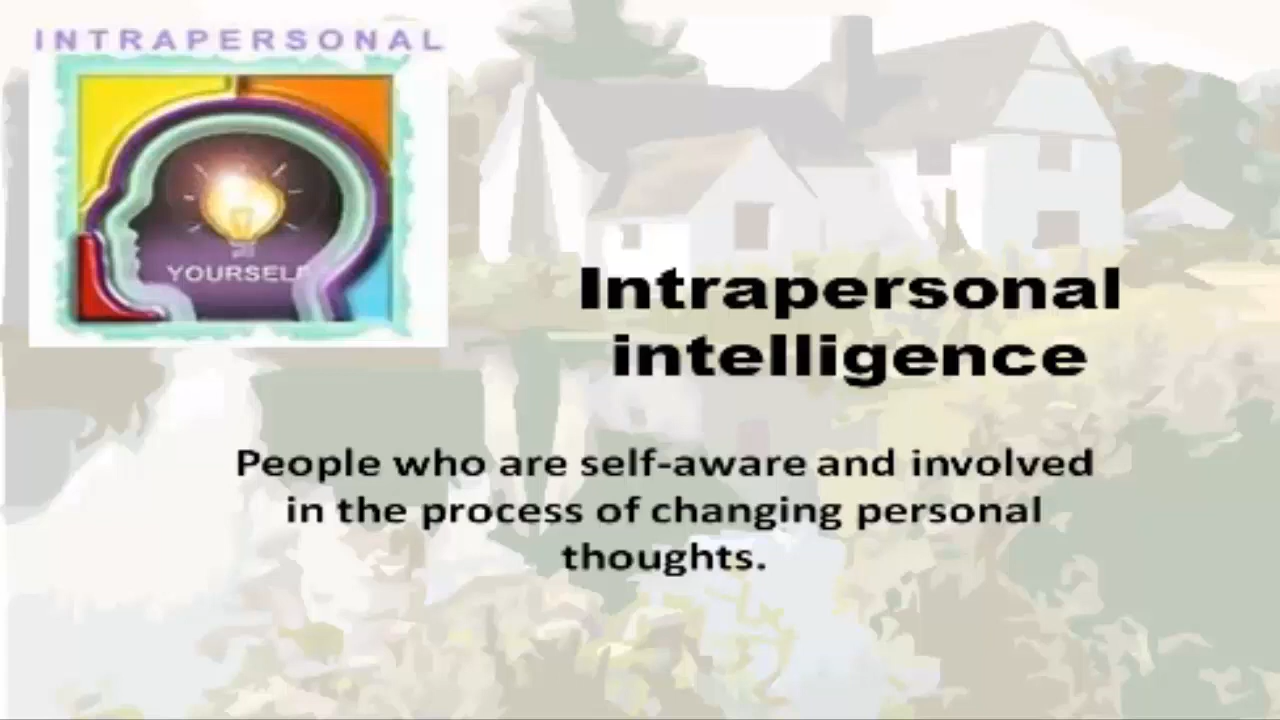 INTRAPERSONAL
YOURSELF
Intrapersonal
intelligence
People who are self-aware and involved
in the process of changing personal
thoughts.